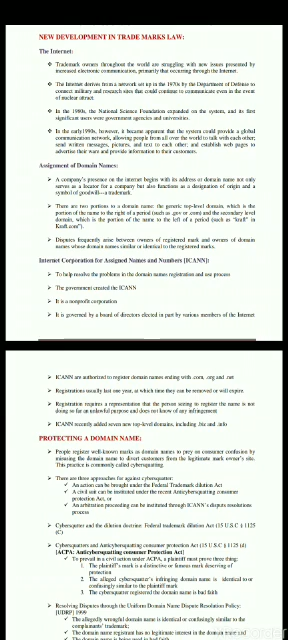 NEW DEVELOPMENT IN TRADE MARKS LAW:
The Internet:
❖ Trademark owners throughout the world are struggling with new issues presented by
increased electronic communication, primarily that occurring through the Internet.
❖ The Internet derives from a network set up in the 1970s by the Department of Defense to
connect military and research sites that could continue to communicate even in the event
of nuclear attract.
❖ In the 1980s, the National Science Foundation expanded on the system, and its first
significant users were government agencies and universities.
❖ In the early 1990s, however, it became apparent that the system could provide a global
communication network, allowing people from all over the world to talk with each other;
send written messages, pictures, and text to each other; and establish web pages to
advertise their ware and provide information to their customers.
Assignment of Domain Names:
➢ A company's presence on the internet begins with its address or domain name not only
serves as a locator for a company but also functions as a designation of origin and a
symbol of goodwill—a trademark.
➢ There are two portions to a domain name: the generic top-level domain, which is the
portion of the name to the right of a period (such as .gov or .com) and the secondary level
domain, which is the portion of the name to the left of a period (such as "kraft" in
Kraft.com").
➢ Disputes frequently arise between owners of registered mark and owners of domain
names whose domain names similar or identical to the registered marks.
Internet Corporation for Assigned Names and Numbers [ICANN]:
➢ To help resolve the problems in the domain names registration and use process
➢ The government created the ICANN
➢ It is a nonprofit corporation
➢ It is governed by a board of directors elected in part by various members of the Internet
➢ ICANN are authorized to register domain names ending with .com, .org and .net
➢ Registrations usually last one year, at which time they can be removed or will expire.
➢ Registration requires a representation that the person seeing to register the name is not
doing so for an unlawful purpose and does not know of any infringement
➢ ICANN recently added seven new top-level domains, including .biz and .info
PROTECTING A DOMAIN NAME:
➢ People register well-known marks as domain names to prey on consumer confusion by
misusing the domain name to divert customers from the legitimate mark owner's site.
This practice is commonly called cybersquatting.
➢ There are three approaches for against cybersquatter:
✓ An action can be brought under the Federal Trademark dilution Act
✓ A civil suit can be instituted under the recent Anticybersquatting consumer
protection Act, or
✓ An arbitration proceeding can be instituted through ICANN's dispute resolutions
process
➢ Cybersquatter and the dilution doctrine: Federal trademark dilution Act (15 U.S.C § 1125
(C)
➢ Cybersquatters and Anticybersquatting consumer protection Act (15 U.S.C § 1125 (d)
[ACPA: Anticybersquatting consumer Protection Act]
✓ To prevail in a civil action under ACPA, a plaintiff must prove three thing:
1. The plaintiff's mark is a distinctive or famous mark deserving of
protection
2. The alleged cybersquatter's infringing domain name is identical to or
confusingly similar to the plaintiff mark
3. The cybersquatter registered the domain name is bad faith
➢ Resolving Disputes through the Uniform Domain Name Dispute Resolution Policy:
[UDRP] 1999
✓ The allegedly wrongful domain name is identical or confusingly similar to the
complainants' trademark;
✓ The domain name registrant has no legitimate interest in the domain name and